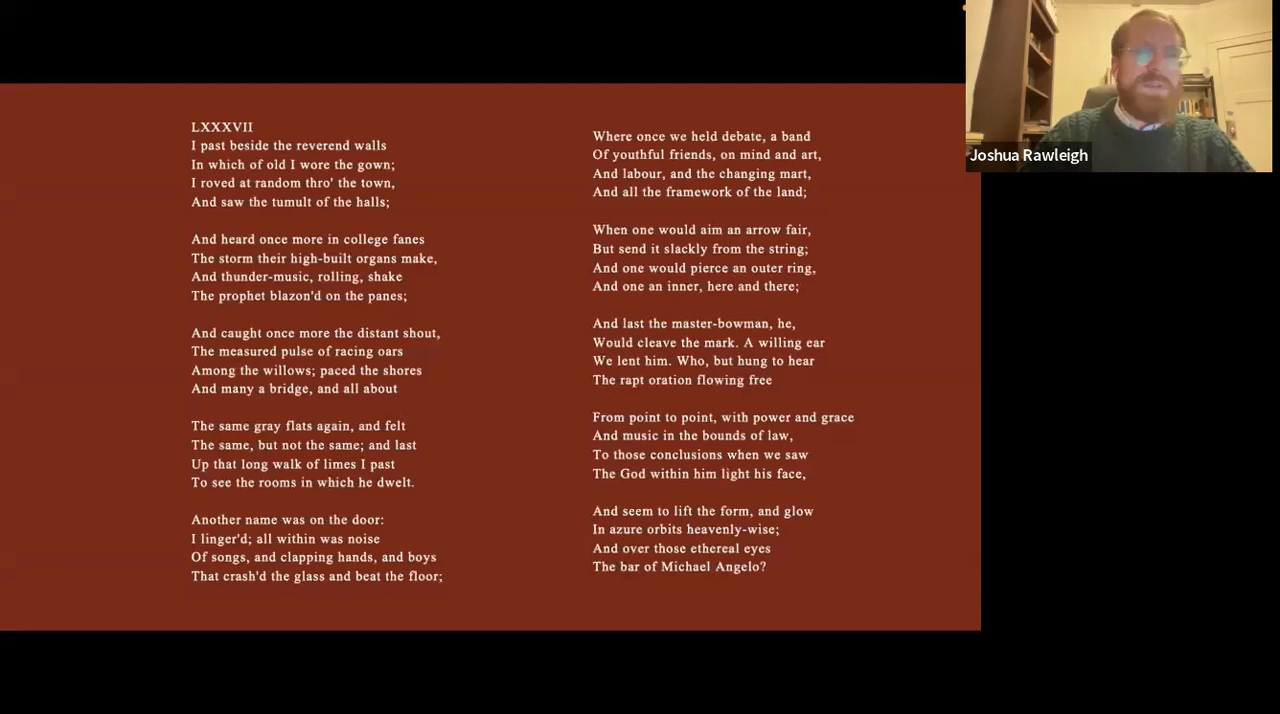 LXXXVII
I past beside the reverend walls
In which of old I wore the gown;
I roved at random thro' the town,
And saw the tumult of the halls;
And heard once more in college fanes
The storm their high-built organs make,
And thunder-music, rolling, shake
The prophet blazon'd on the panes;
And caught once more the distant shout,
The measured pulse of racing oars
Among the willows; paced the shores
And many a bridge, and all about
The same gray flats again, and felt
The same, but not the same; and last
Up that long walk of limes I past
To see the rooms in which he dwelt.
Another name was on the door:
I linger'd; all within was noise
Of songs, and clapping hands, and boys
That crash'd the glass and beat the floor;
Where once we held debate, a band
Of youthful friends, on mind and art,
And labour, and the changing mart,
And all the framework of the land;
When one would aim an arrow fair,
But send it slackly from the string;
And one would pierce an outer ring,
And one an inner, here and there;
And last the master-bowman, he,
Would cleave the mark. A willing ear
We lent him. Who, but hung to hear
The rapt oration flowing free
From point to point, with power and grace
And music in the bounds of law,
To those conclusions when we saw
The God within him light his face,
And seem to lift the form, and glow
In azure orbits heavenly-wise;
And over those ethereal eyes
The bar of Michael Angelo?
Joshua Rawleigh